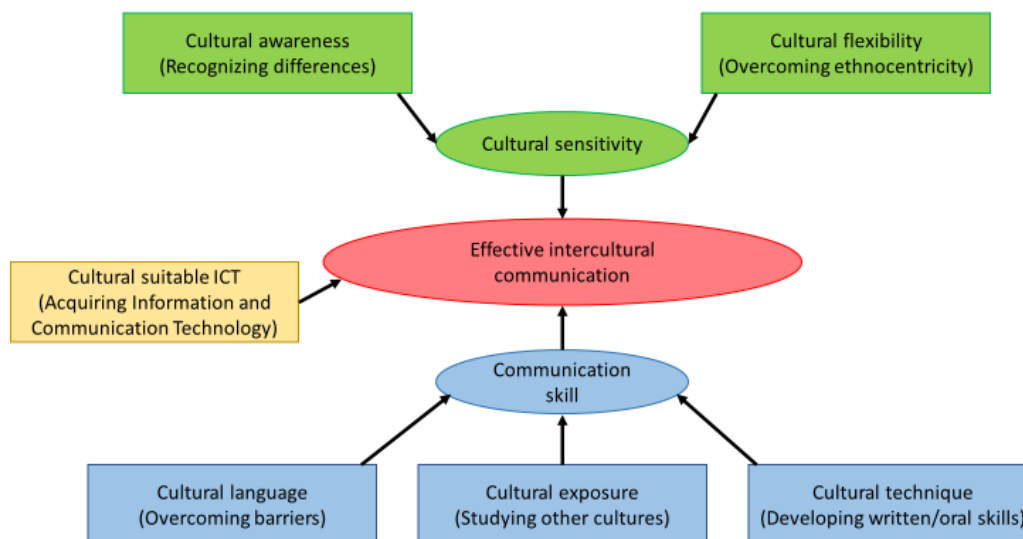 Cultural awareness
(Recognizing differences)
Cultural flexibility
(Overcoming ethnocentricity)
Cultural sensitivity
Effective intercultural
communication
Cultural suitable ICT
(Acquiring Information and
Communication Technology)
Communication
skill
Cultural language
(Overcoming barriers)
Cultural exposure
(Studying other cultures)
Cultural technique
(Developing written/oral skills)